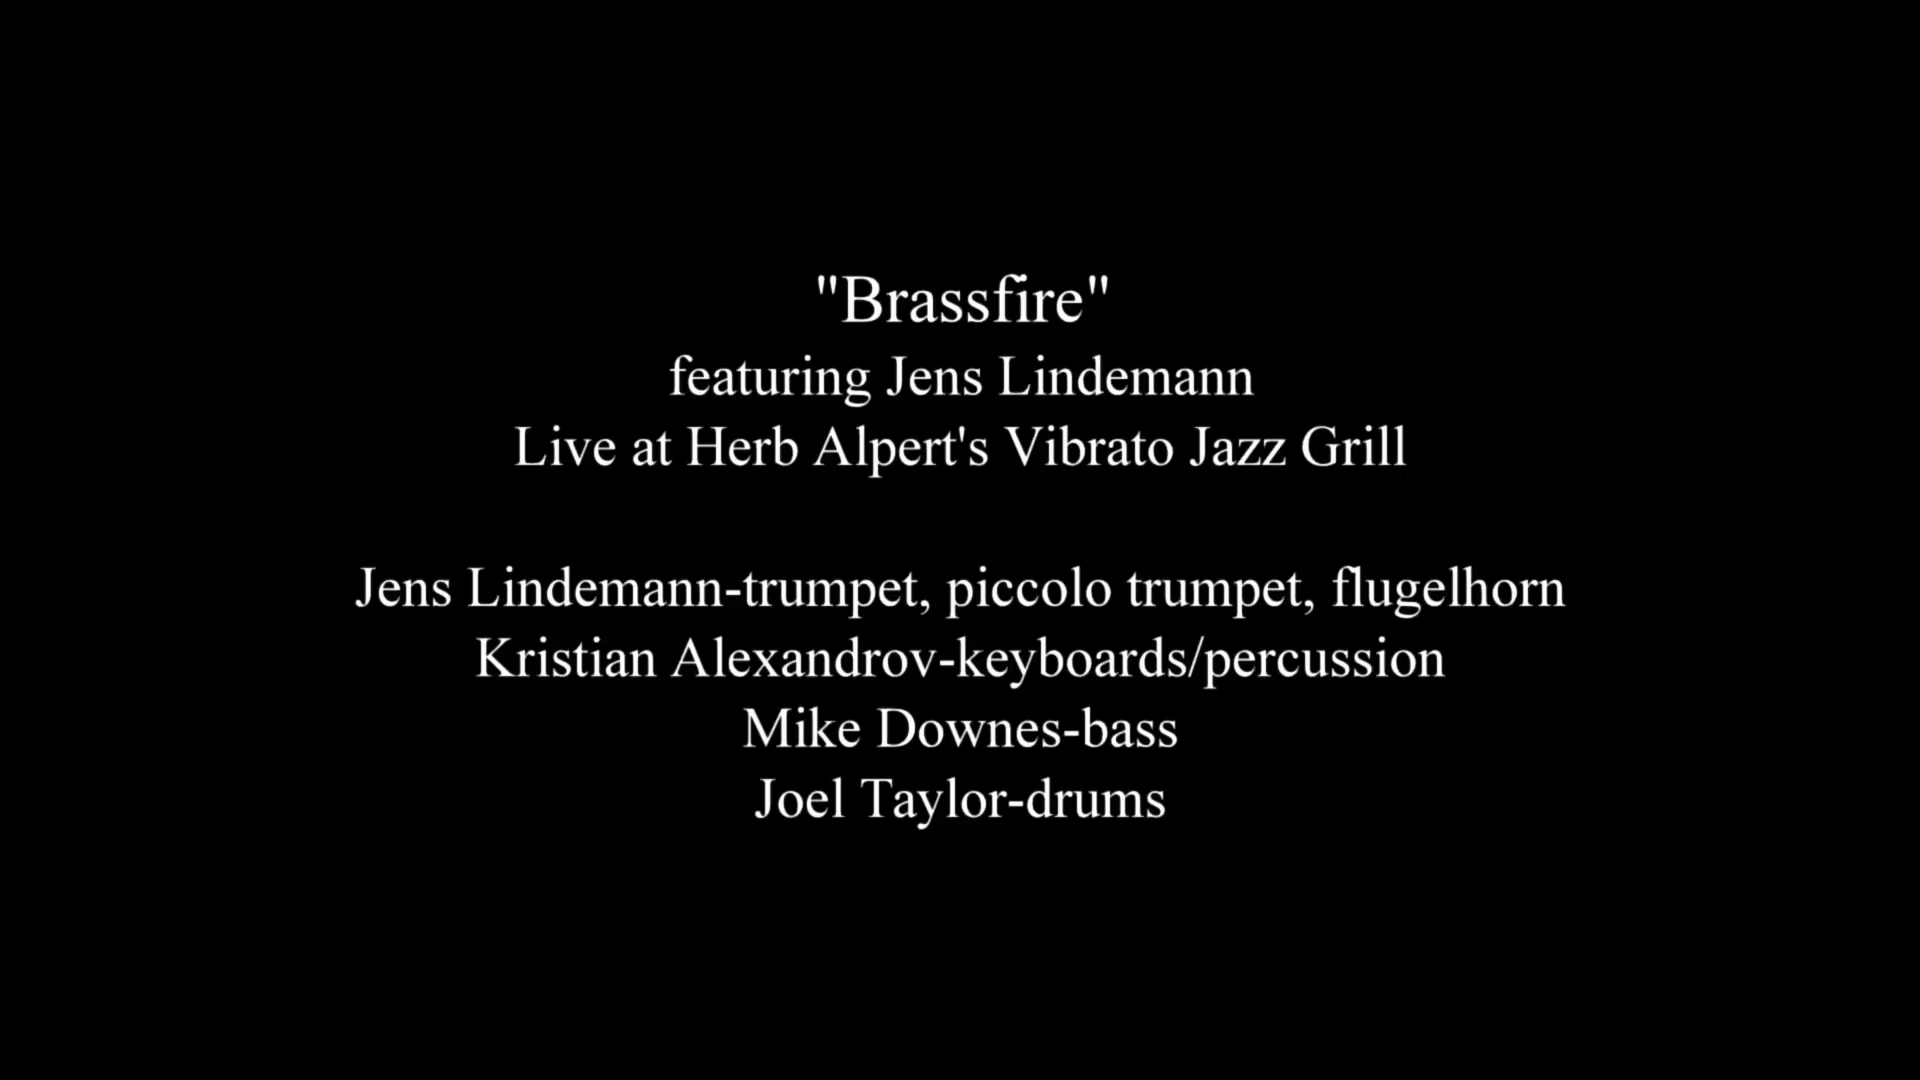 "Brassfire"
featuring Jens Lindemann
Live at Herb Alpert's Vibrato Jazz Grill
Jens Lindemann-trumpet, piccolo trumpet, flugelhorn
Kristian Alexandrov-keyboards/percussion
Mike Downes-bass
Joel Taylor-drums